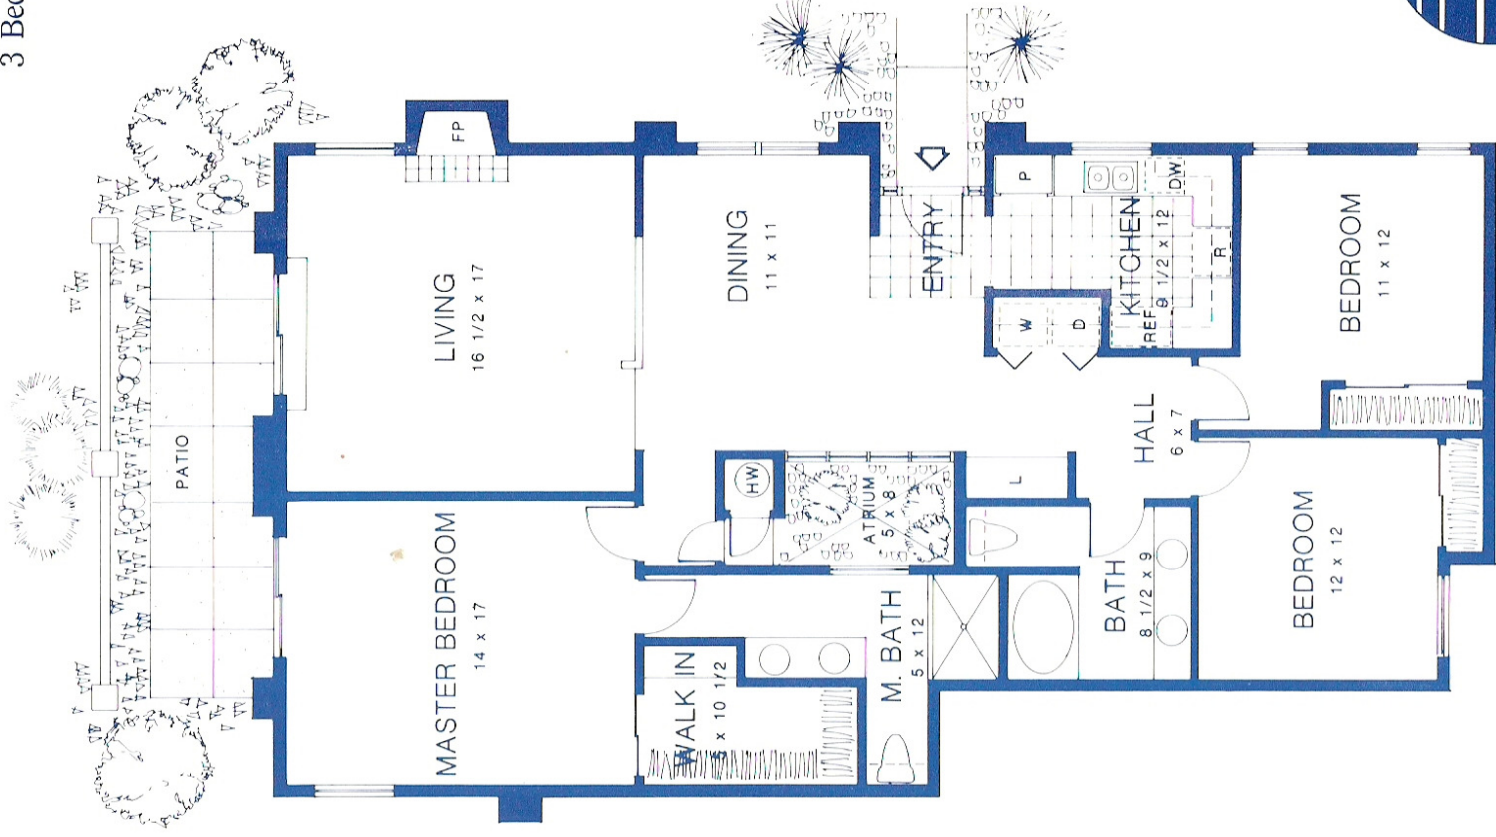 3 Bed
PATIO
LIVING
16 1/2 x 17
FP
MASTER BEDROOM
14 x 17
DINING
11 x 11
ENTRY
P
DW
KITCHEN
9 1/2 x 12
R
REF
W
D
BEDROOM
11 x 12
HALL
6 x 7
L
HW
ATRIUM
5 x 8
WALK IN
x 10 1/2
M. BATH
5 x 12
BATH
8 1/2 x 9
BEDROOM
12 x 12